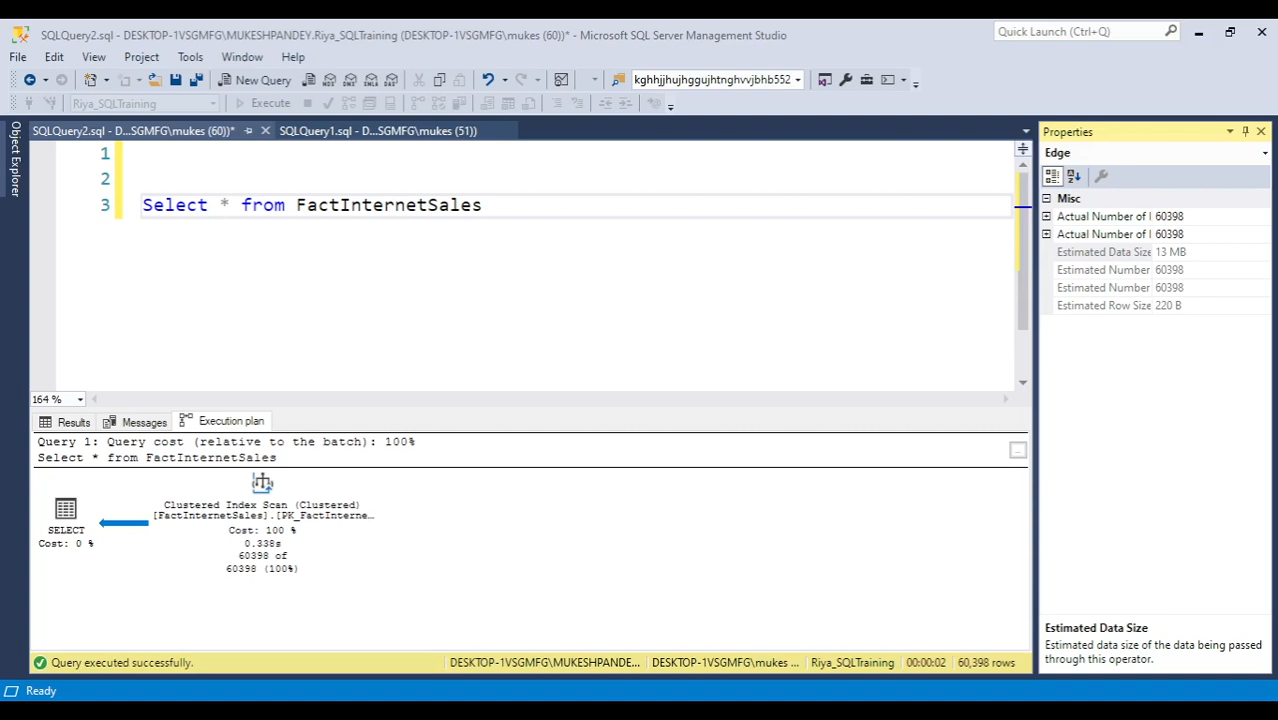 SQLQuery2.sql - DESKTOP-1VSGMFG\MUKESHPANDEY.Riya_SQLTraining (DESKTOP-1VSGMFG\mukes (60))* - Microsoft SQL Server Management Studio
Quick Launch (Ctrl+Q)
File Edit View Project Tools Window Help
New Query
MDX DMX XMLA DAX
kghhjjhujhggujhtnghvvjbhb552
Riya_SQLTraining
Execute
SQLQuery2.sql - D...SGMFG\mukes (60))*
SQLQuery1.sql - D...SGMFG\mukes (51))
Object Explorer
1
2
3 Select * from FactInternetSales
164 %
Results Messages Execution plan
Query 1: Query cost (relative to the batch): 100%
Select * from FactInternetSales
...
SELECT
Cost: 0 %
Clustered Index Scan (Clustered)
[FactInternetSales].[PK_FactInterne…
Cost: 100 %
0.338s
60398 of
60398 (100%)
Query executed successfully.
DESKTOP-1VSGMFG\MUKESHPANDE... DESKTOP-1VSGMFG\mukes ... Riya_SQLTraining 00:00:02 60,398 rows
Properties
Edge
Misc
Actual Number of I 60398
Actual Number of I 60398
Estimated Data Size 13 MB
Estimated Number 60398
Estimated Number 60398
Estimated Row Size 220 B
Estimated Data Size
Estimated data size of the data being passed
through this operator.
Ready